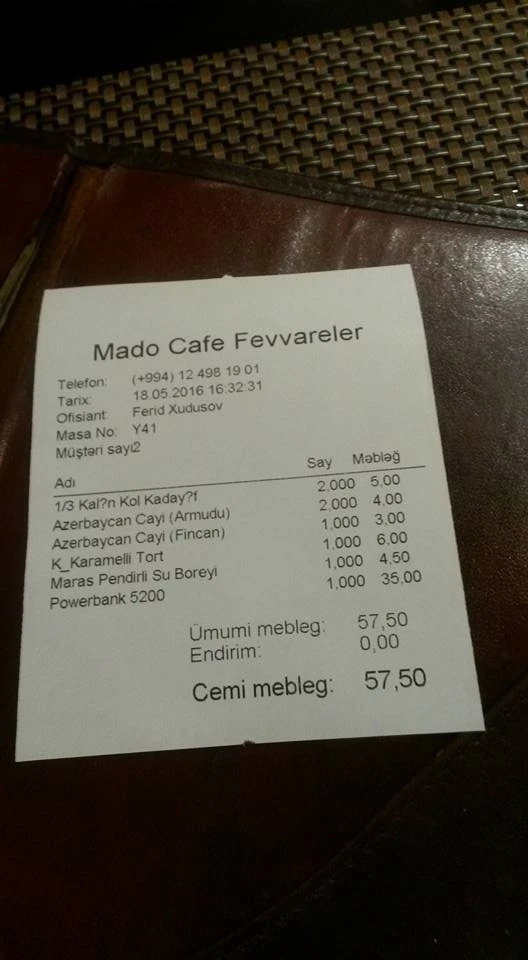 Mado Cafe Fevvareler
Telefon: (+994) 12 498 19 01
Tarix: 18.05.2016 16:32:31
Ofisiant: Ferid Xudusov
Masa No: Y41
Müştəri sayı2
Adı Say Məbləğ
1/3 Kal?n Kol Kaday?f 2,000 5,00
Azerbaycan Cayi (Armudu) 2,000 4,00
Azerbaycan Cayi (Fincan) 1,000 3,00
K_Karamelli Tort 1,000 6,00
Maras Pendirli Su Boreyi 1,000 4,50
Powerbank 5200 1,000 35,00
Ümumi mebleg: 57,50
Endirim: 0,00
Cemi mebleg: 57,50